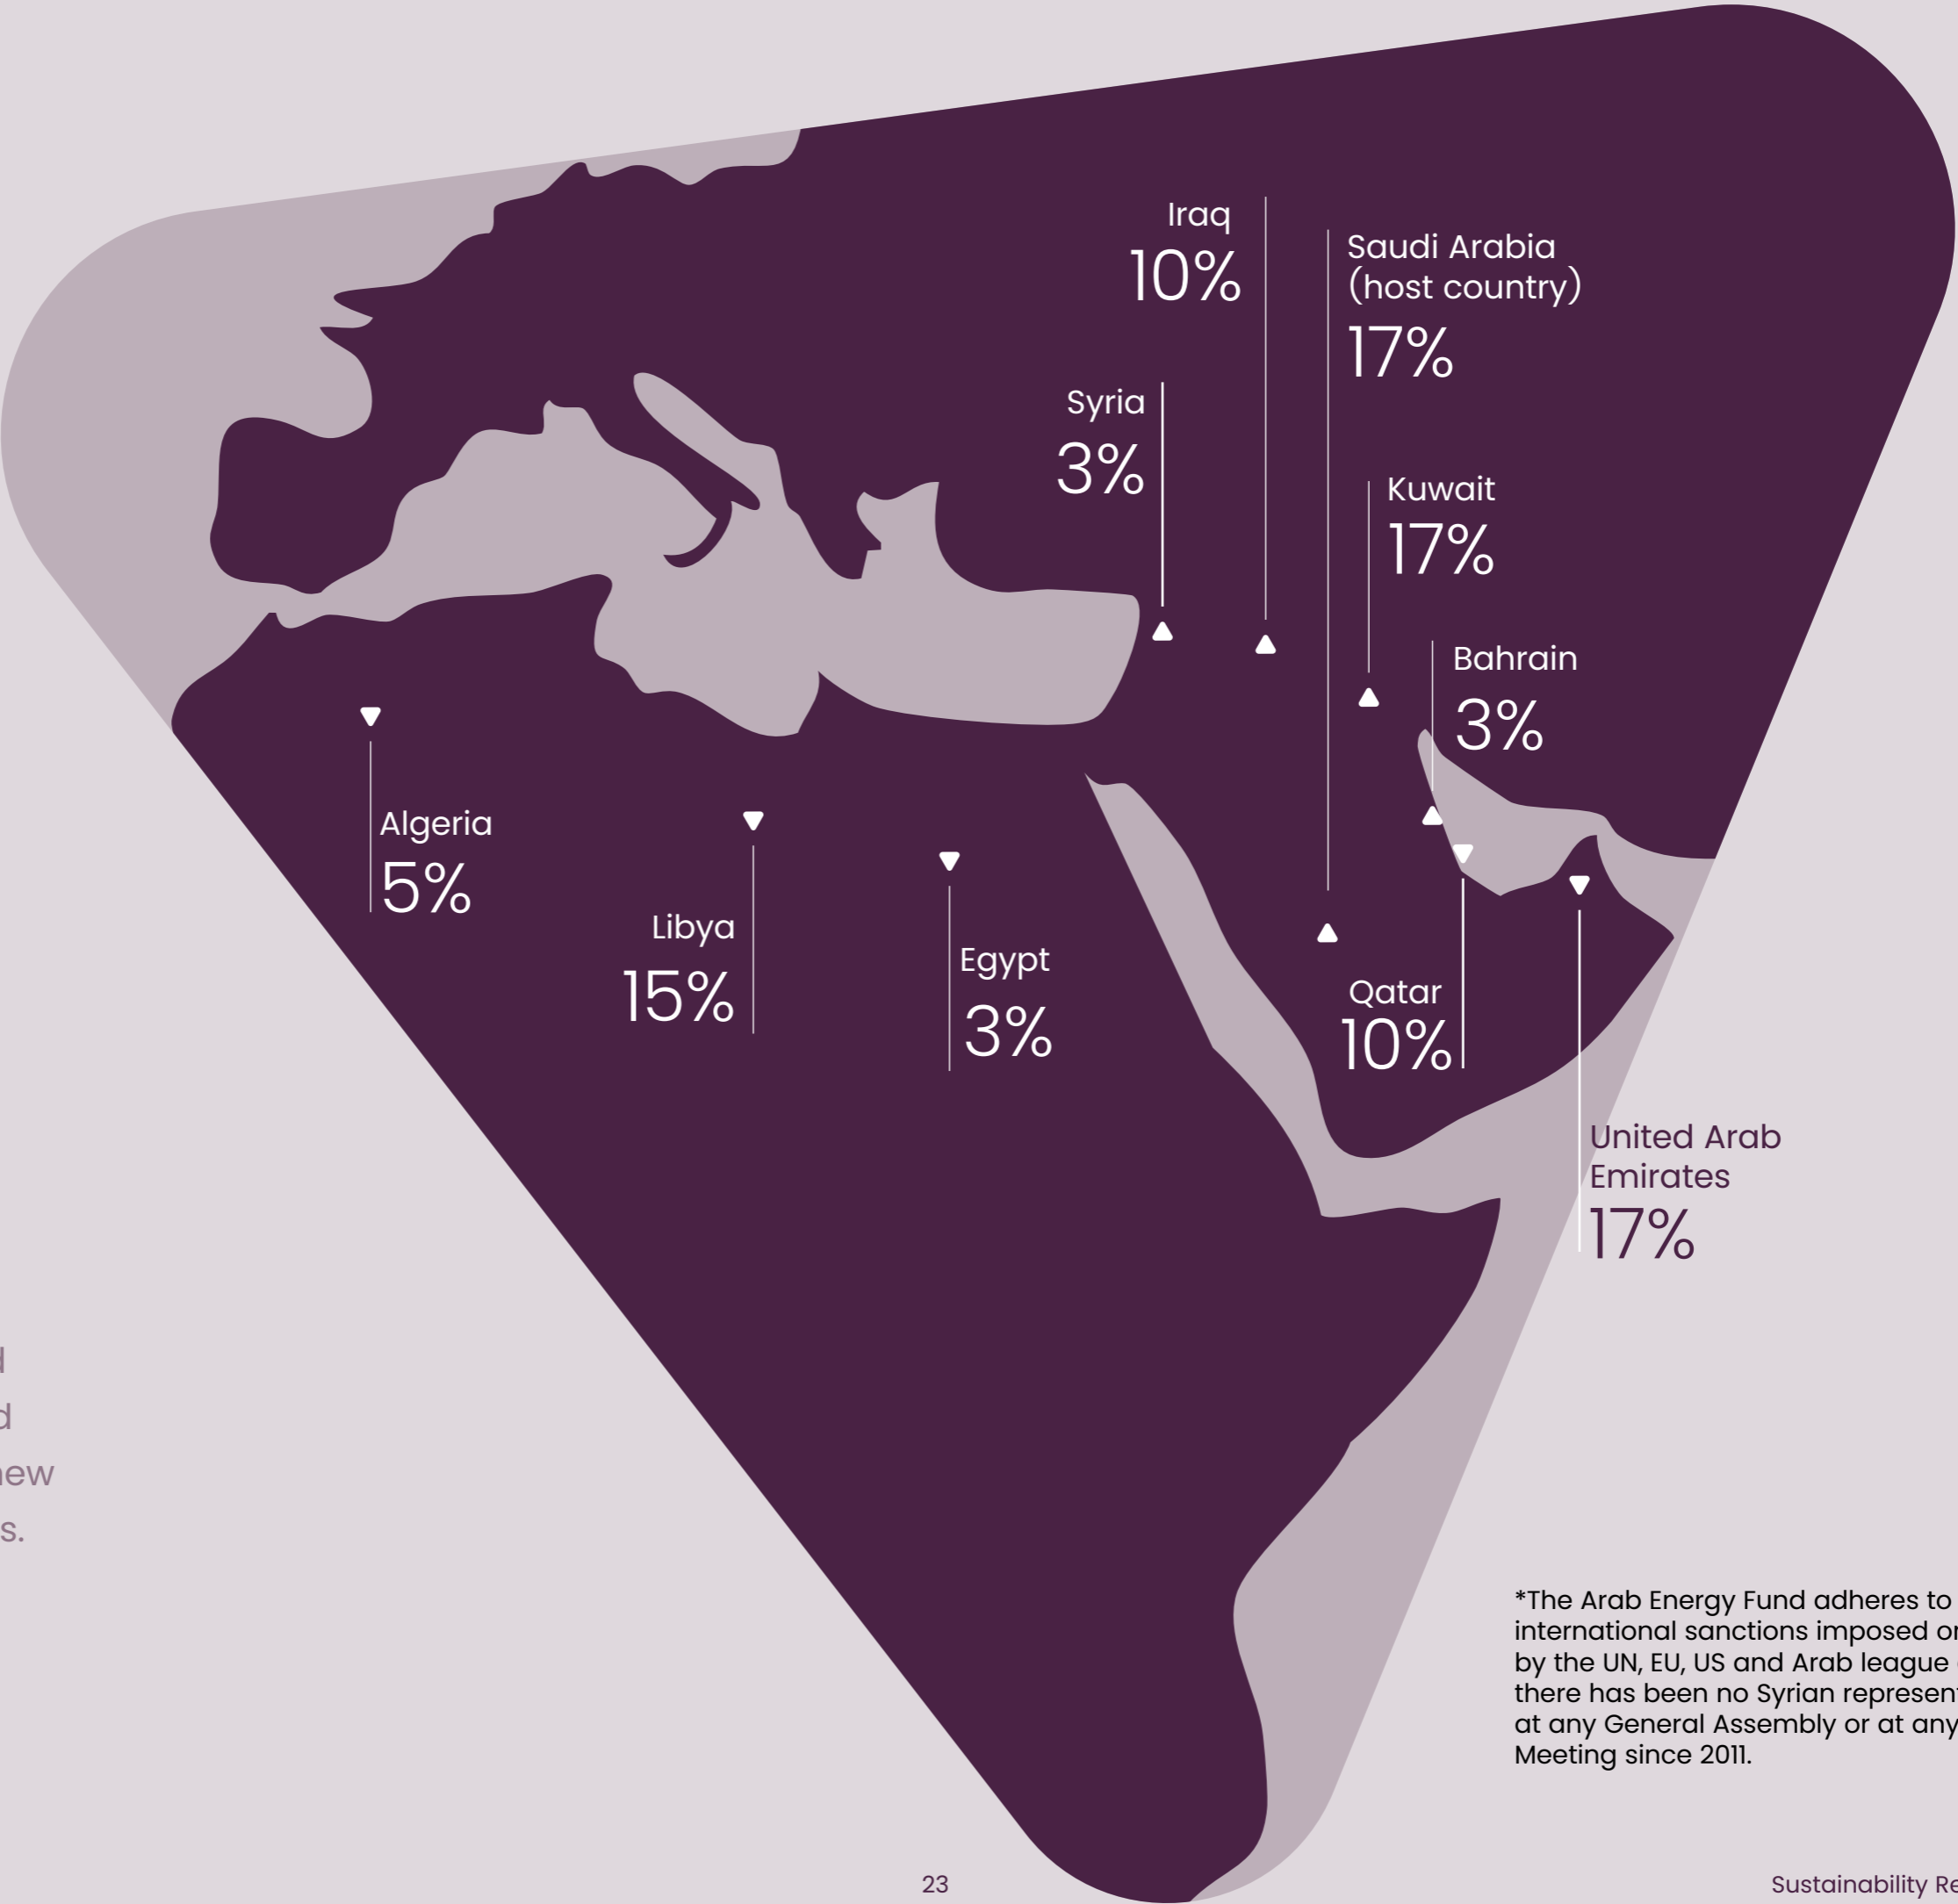 Iraq
10%
Saudi Arabia
(host country)
17%
Syria
3%
Kuwait
17%
Bahrain
3%
Algeria
5%
Libya
15%
Egypt
3%
Qatar
10%
United Arab
Emirates
17%
s.
*The Arab Energy Fund adheres to
international sanctions imposed
by the UN, EU, US and Arab league
there has been no Syrian
at any General Assembly or at any
Meeting since 2011.
23
Sustainability